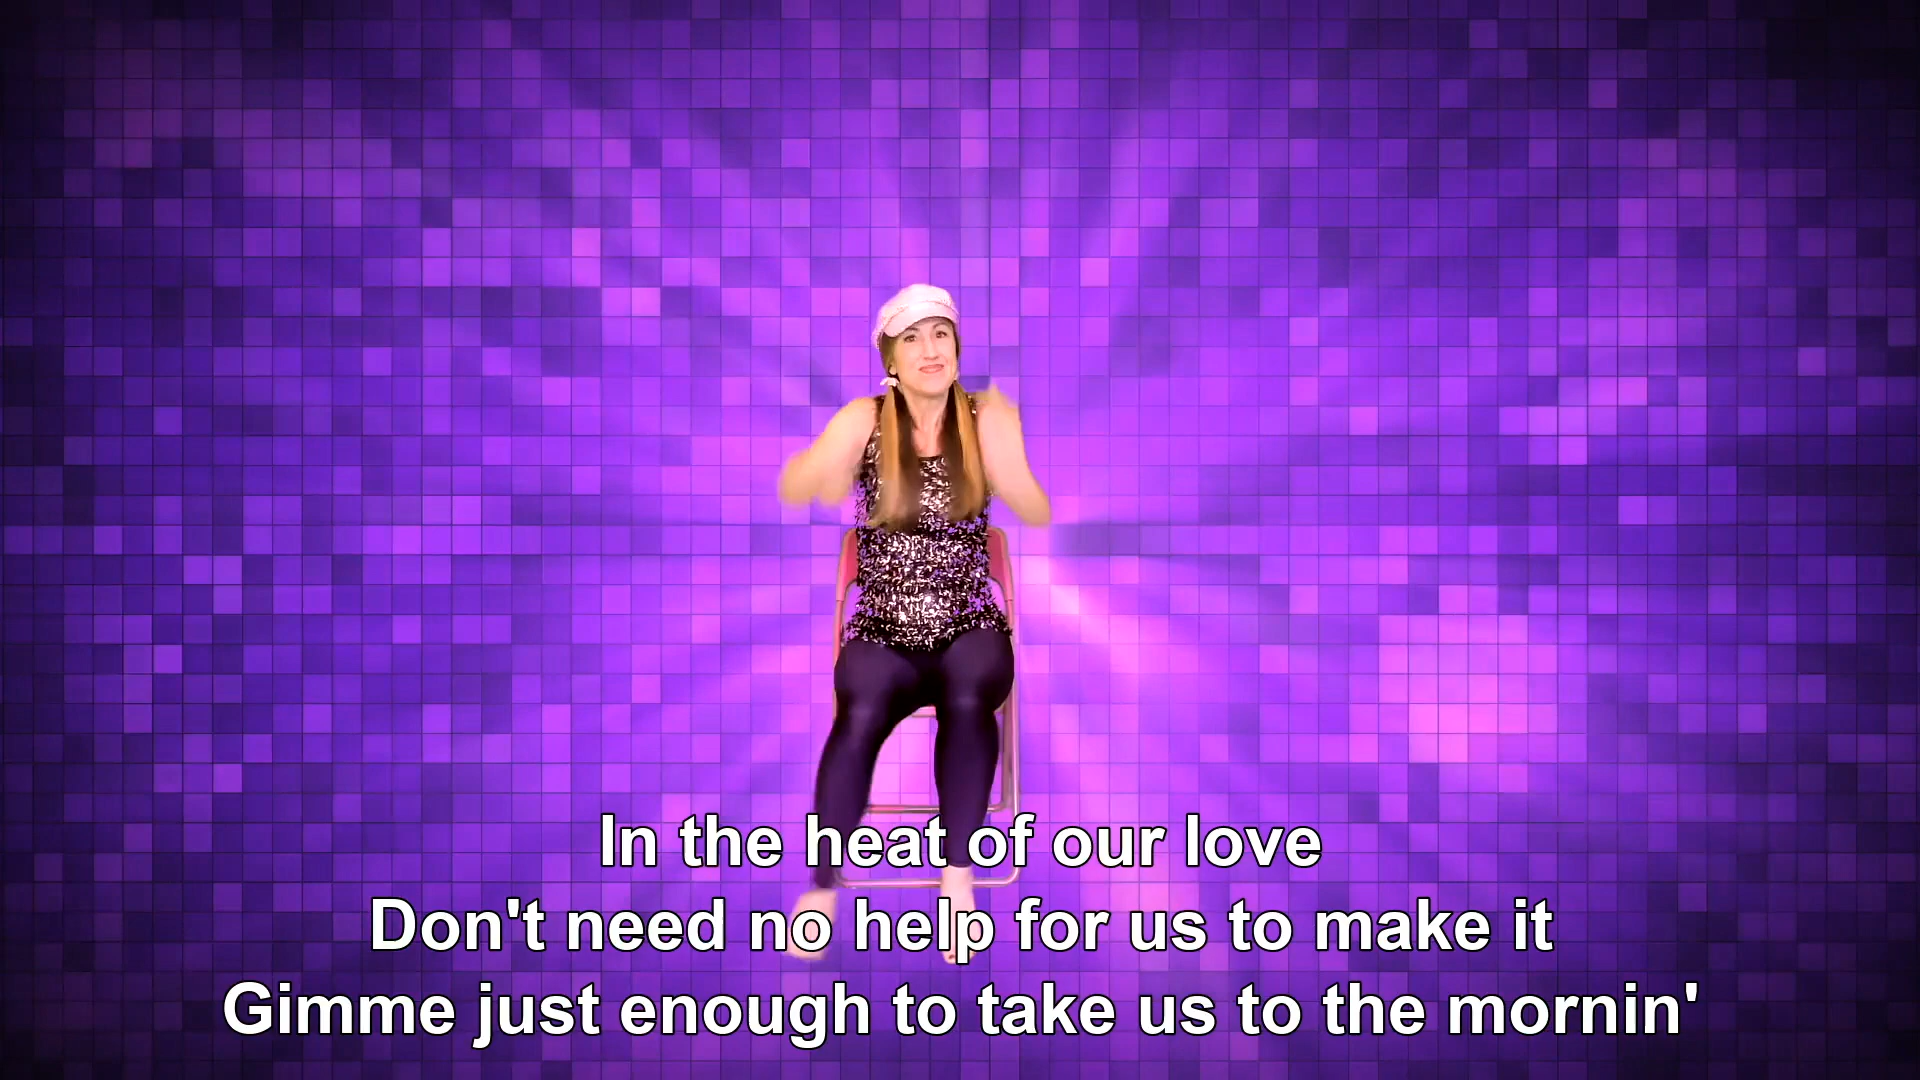 In the heat of our love
Don't need no help for us to make it
Gimme just enough to take us to the mornin'